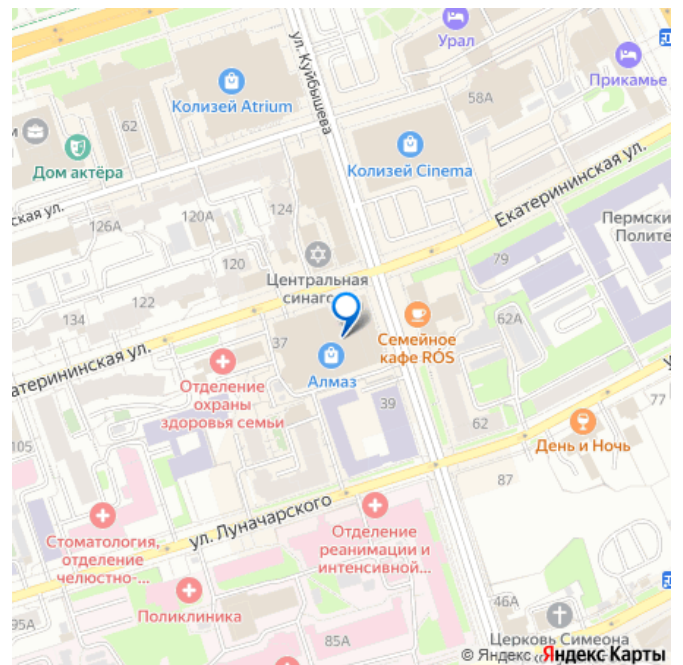 Урал
Прикамье
58А
ул. Куйбышева
Колизей Atrium
62
и
Дом актёра
Колизей Cinema
ская ул.
126А
120А
124
Екатерининская ул.
Пермски
Полите
79
120
Центральная
синаго
122
134
62А
Семейное
кафе RÓS
37
Алмаз
атерининская ул.
Отделение
охраны
здоровья семьи
39
62
77
День и Ночь
105
87
ул. Луначарского
Стоматология,
отделение
челюстно-...
Отделение
реанимации и
интенсивной...
Поликлиника
95А
85А
46А
Церковь Симеона
© Яндекс
Яндекс Карты